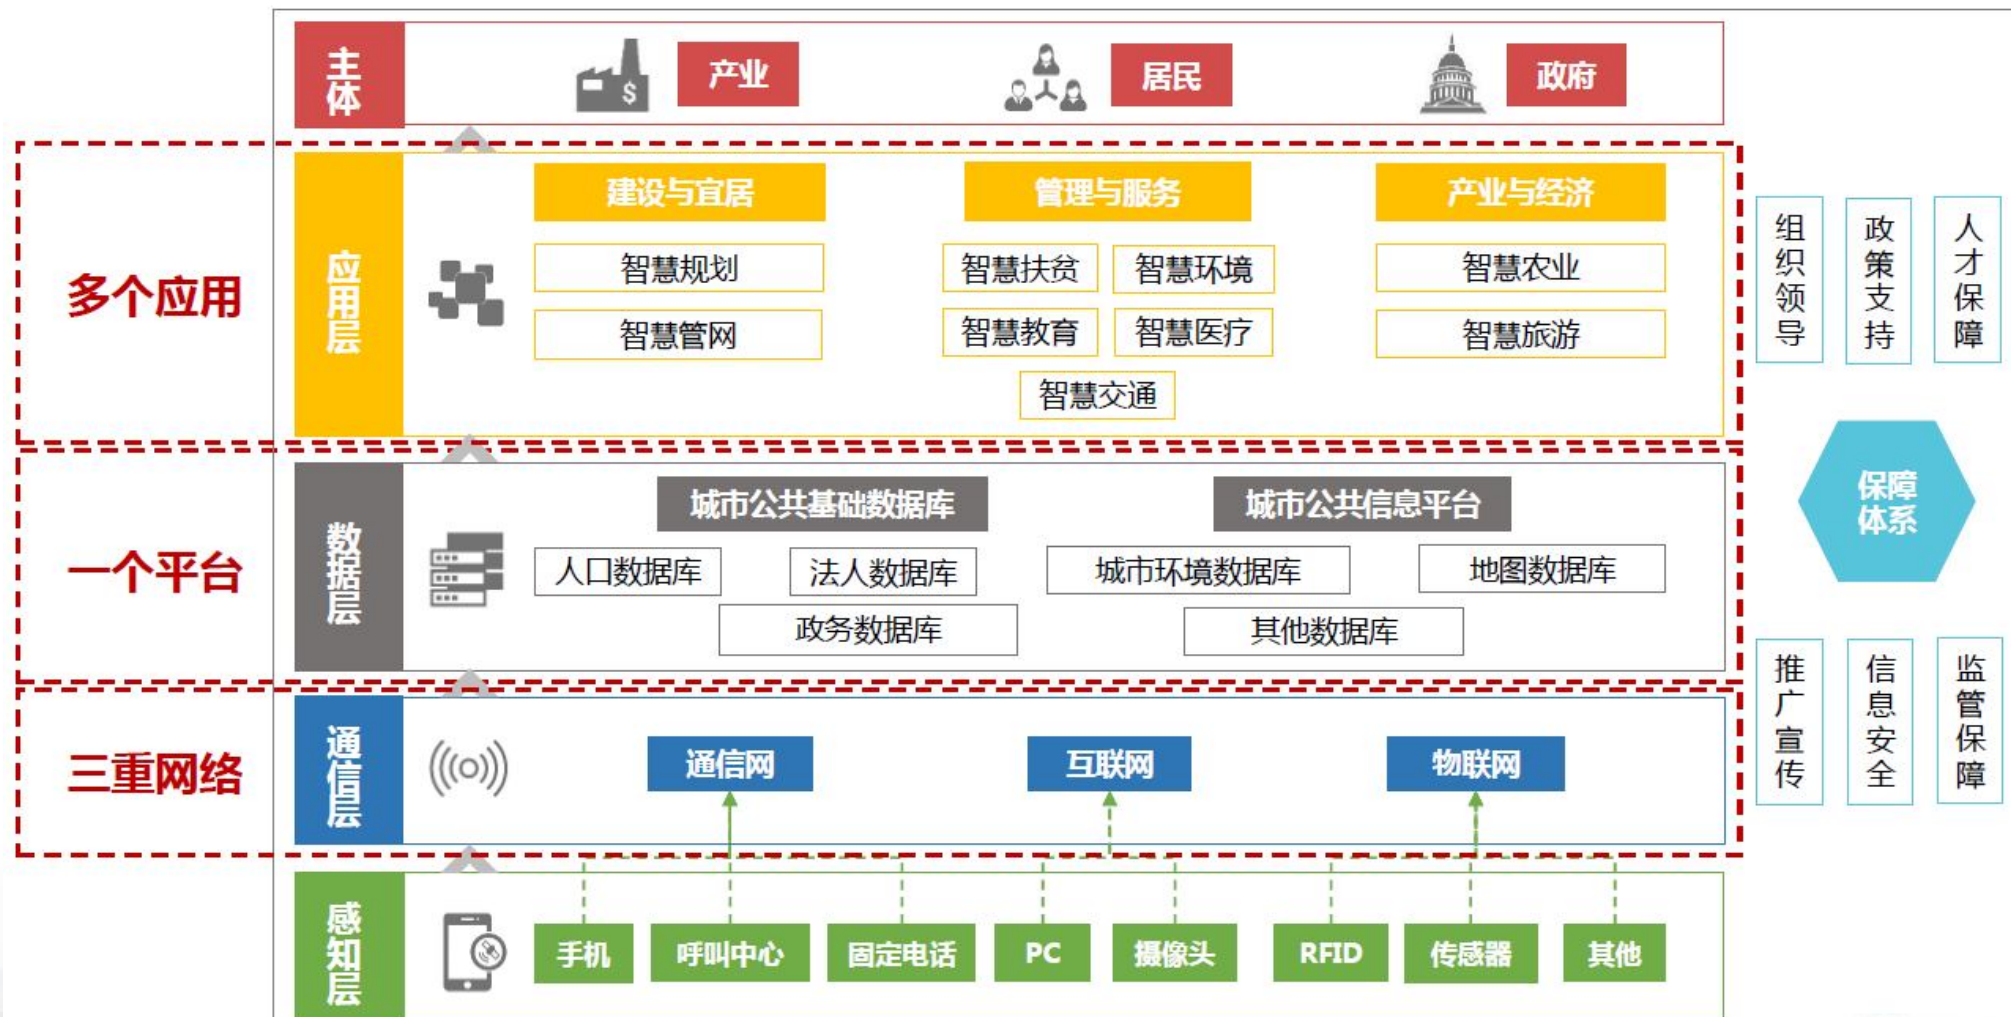 主体
产业
居民
政府
多个应用
应用层
建设与宜居
管理与服务
产业与经济
智慧规划
智慧扶贫
智慧环境
智慧农业
智慧管网
智慧教育
智慧医疗
智慧旅游
智慧交通
一个平台
数据层
城市公共基础数据库
城市公共信息平台
人口数据库
法人数据库
城市环境数据库
地图数据库
政务数据库
其他数据库
三重网络
通信层
通信网
互联网
物联网
感知层
手机
呼叫中心
固定电话
PC
摄像头
RFID
传感器
其他
组织领导
政策支持
人才保障
保障
体系
推广宣传
信息安全
监管保障